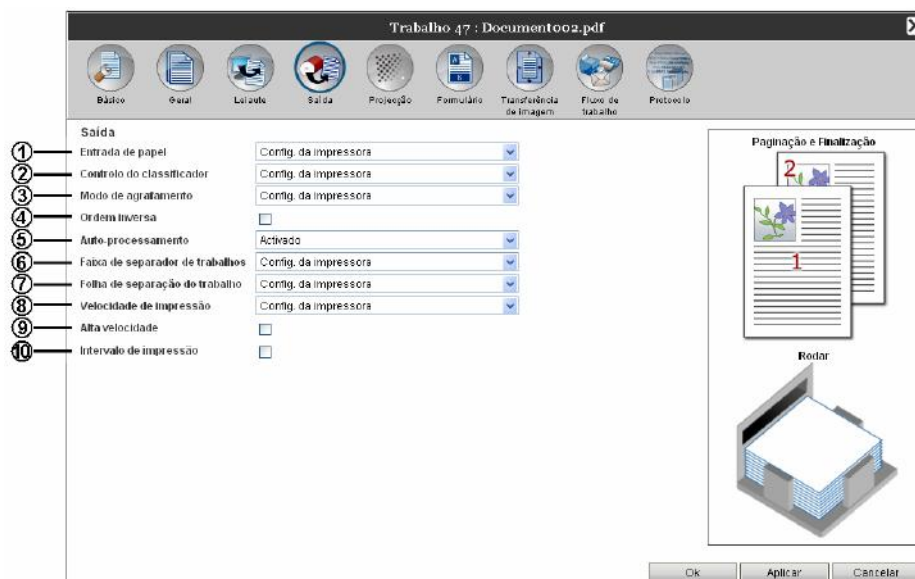 Trabalho 47 : Document002.pdf
Básico
Geral
Leiaute
Saída
Projecção
Formulário
Transferência
de imagem
Fluxo de
trabalho
Protocolo
Saída
① Entrada de papel Config. da impressora
② Controlo do classificador Config. da impressora
③ Modo de agrafamento Config. da impressora
④ Ordem inversa
⑤ Auto-processamento Activado
⑥ Faixa de separador de trabalhos Config. da impressora
⑦ Folha de separação do trabalho Config. da impressora
⑧ Velocidade de impressão Config. da impressora
⑨ Alta velocidade
⑩ Intervalo de impressão
Paginação e Finalização
2
1
Rodar
Ok Aplicar Cancelar